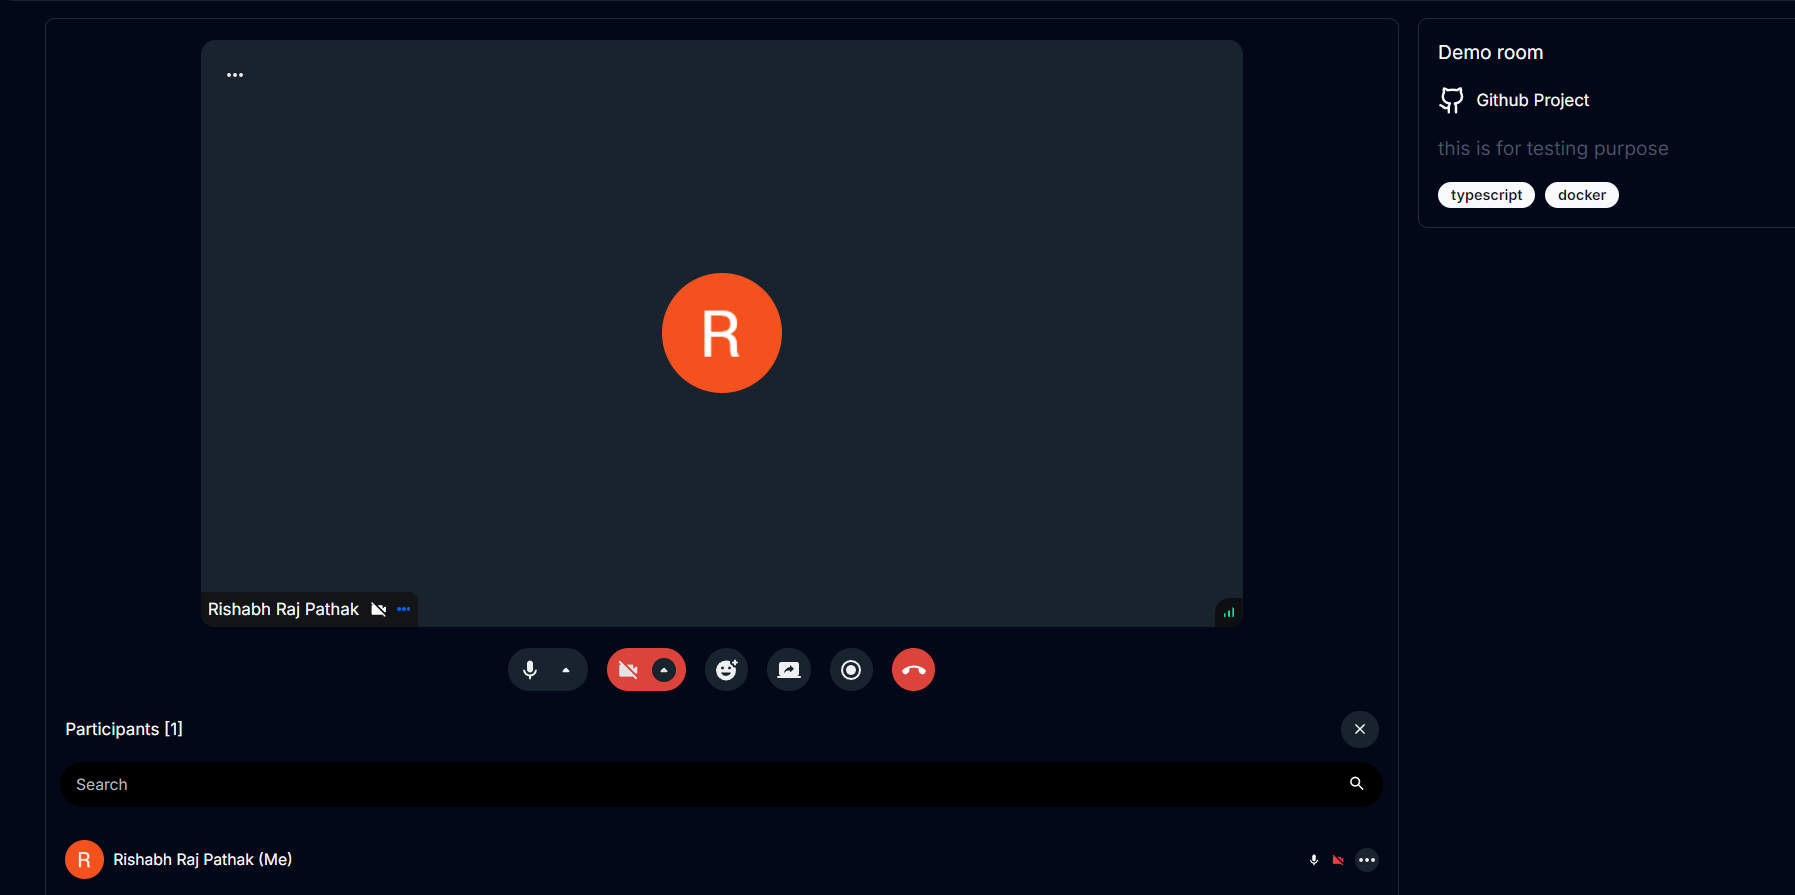 R
Rishabh Raj Pathak
Participants [1]
Search
R Rishabh Raj Pathak (Me)
Demo room
Github Project
this is for testing purpose
typescript docker